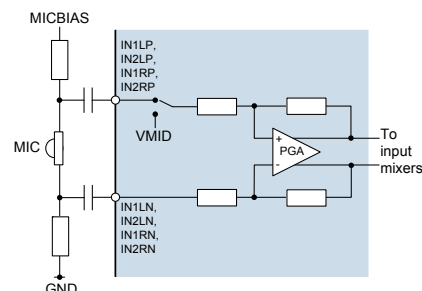 MICBIAS
IN1LP,
IN2LP,
IN1RP,
IN2RP
VMID
MIC
+
PGA
-
To
input
mixers
IN1LN,
IN2LN,
IN1RN,
IN2RN
GND